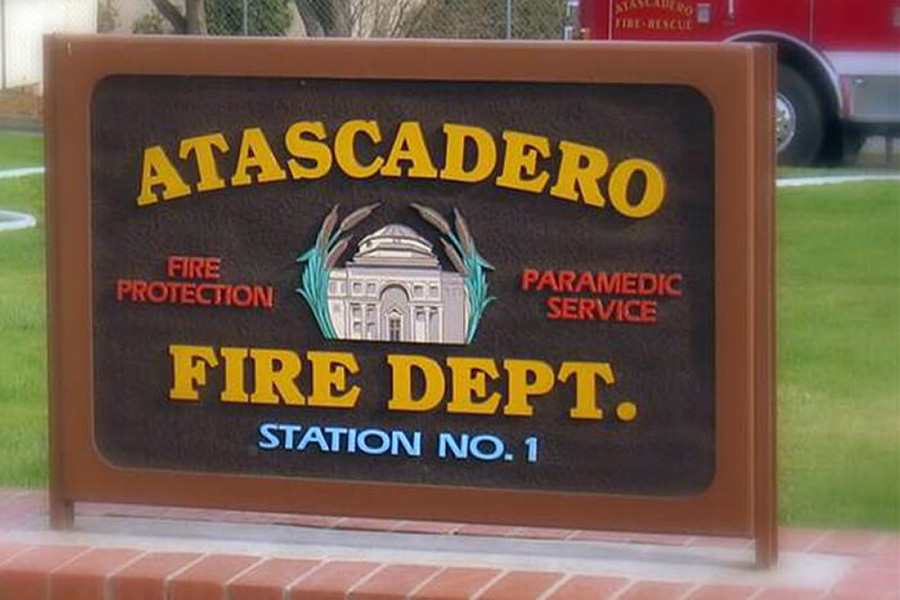 ATASCADERO
FIRE-RESCUE
ATASCADERO
FIRE
PROTECTION
PARAMEDIC
SERVICE
FIRE DEPT.
STATION NO. 1